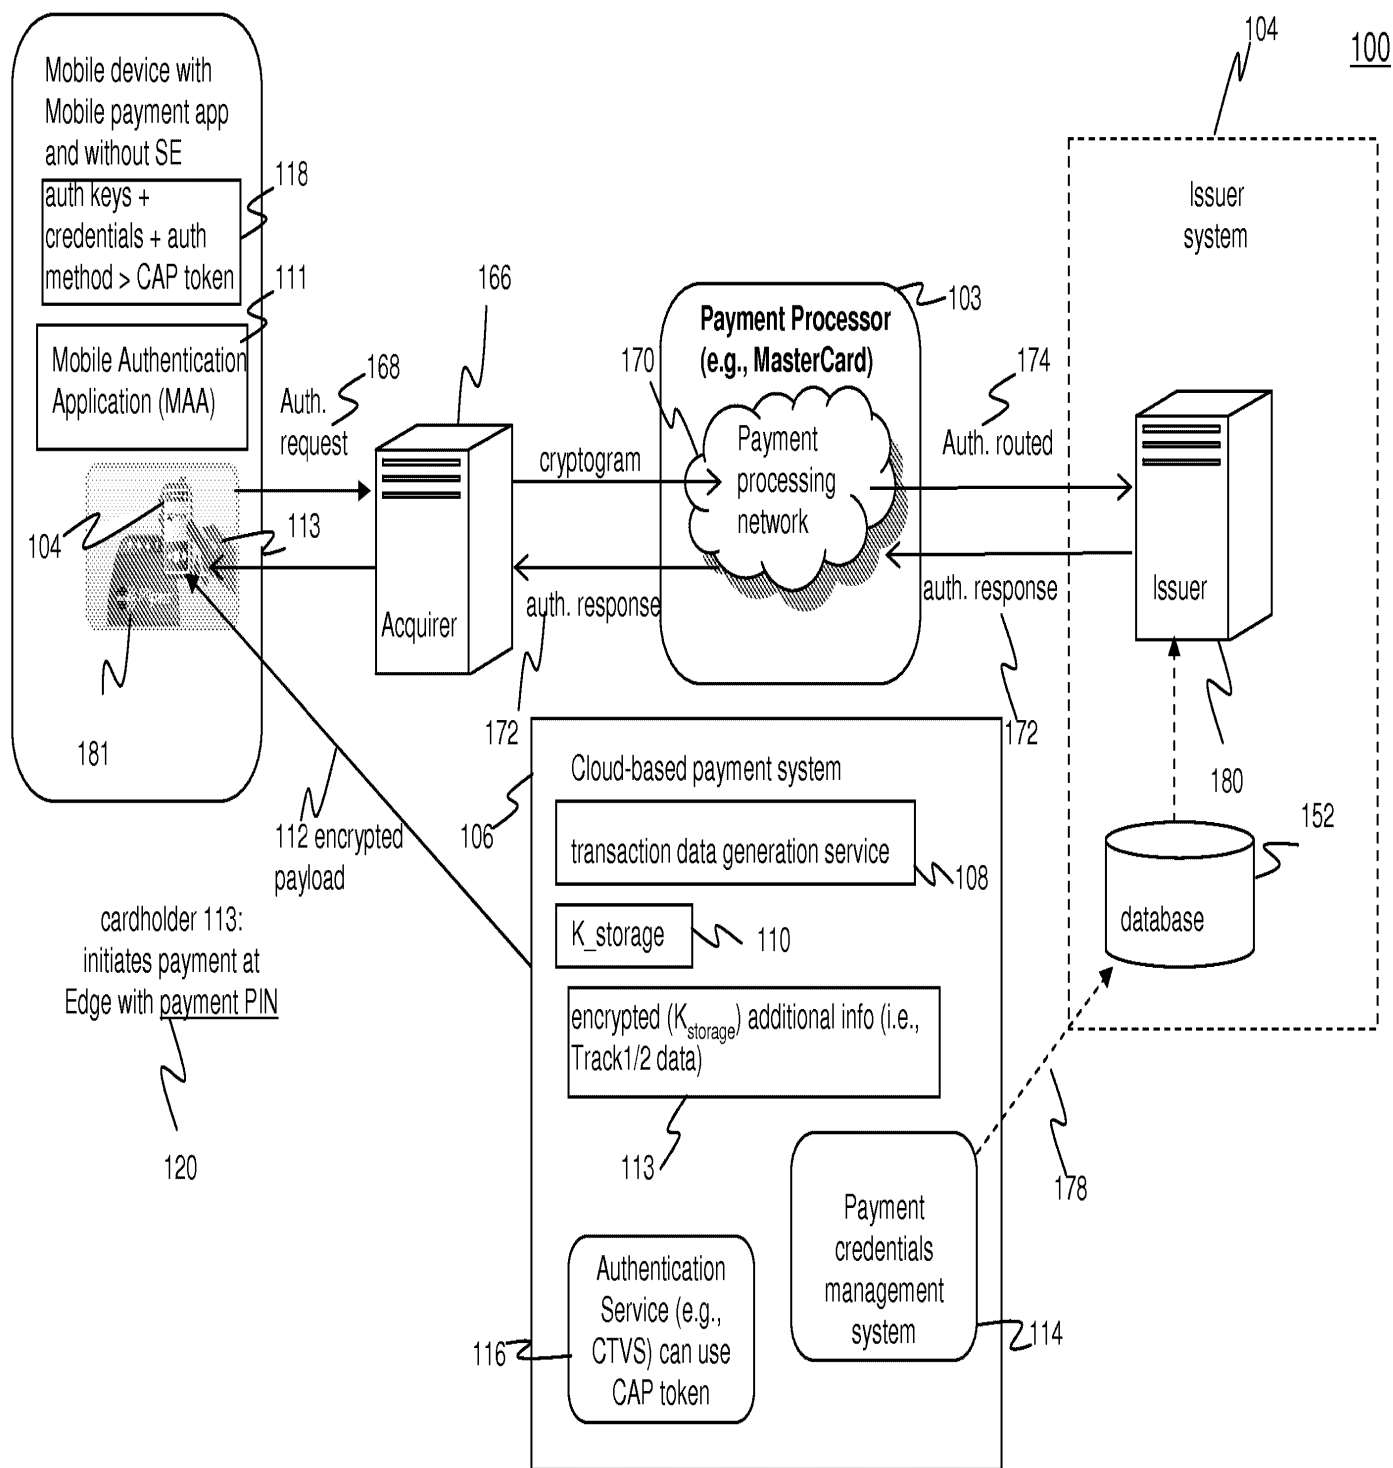 100
104
Issuer
system
Mobile device with
Mobile payment app
and without SE
118
auth keys +
credentials + auth
method > CAP token
111
Mobile Authentication
Application (MAA)
168
Auth.
request
166
103
Payment Processor
(e.g., MasterCard)
170
174
cryptogram
Payment
processing
network
Auth. routed
104
113
Acquirer
auth. response
auth. response
Issuer
181
172
172
180
112 encrypted
payload
106
Cloud-based payment system
transaction data generation service
108
152
database
K_storage
110
cardholder 113:
initiates payment at
Edge with payment PIN
120
encrypted (Kstorage) additional info (i.e.,
Track1/2 data)
113
178
Payment
credentials
management
system
114
Authentication
Service (e.g.,
CTVS) can use
CAP token
116